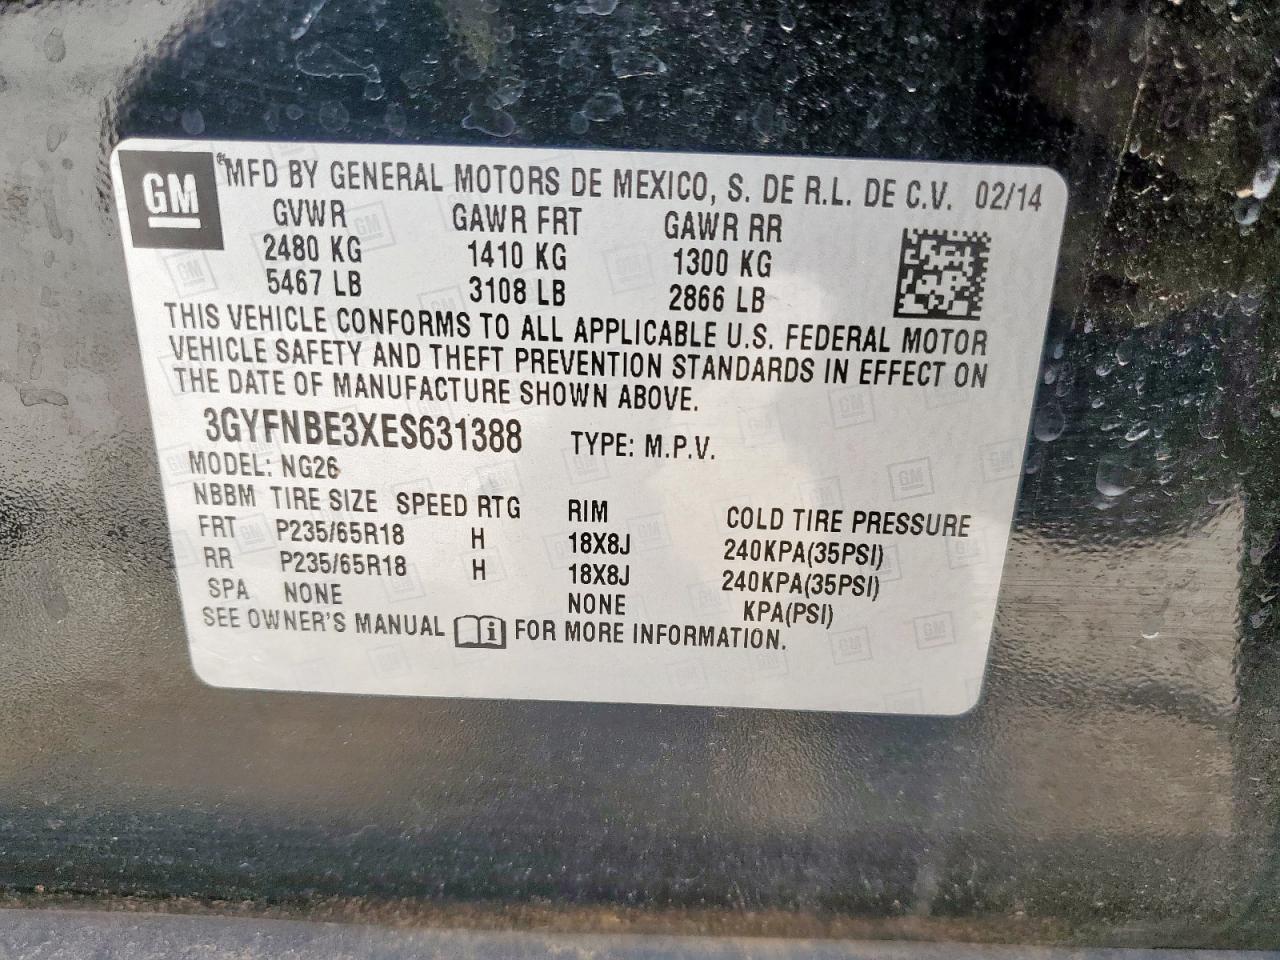 GM
MFD BY GENERAL MOTORS DE MEXICO, S. DE R.L. DE C.V. 02/14
GVWR GAWR FRT GAWR RR
2480 KG 1410 KG 1300 KG
5467 LB 3108 LB 2866 LB
THIS VEHICLE CONFORMS TO ALL APPLICABLE U.S. FEDERAL MOTOR
VEHICLE SAFETY AND THEFT PREVENTION STANDARDS IN EFFECT ON
THE DATE OF MANUFACTURE SHOWN ABOVE.
3GYFNBE3XES631388 TYPE: M.P.V.
MODEL: NG26
NBBM TIRE SIZE SPEED RTG RIM COLD TIRE PRESSURE
FRT P235/65R18 H 18X8J 240KPA(35PSI)
RR P235/65R18 H 18X8J 240KPA(35PSI)
SPA NONE NONE KPA(PSI)
SEE OWNER'S MANUAL FOR MORE INFORMATION.